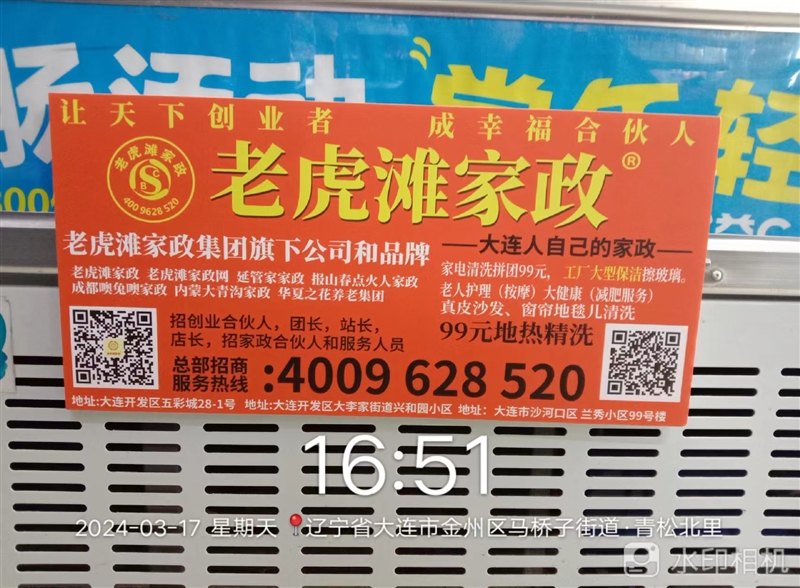 肠活动 常年轻
让天下创业者 成幸福合伙人
老虎滩家政
SCB
400 9628 520
老虎滩家政®
老虎滩家政集团旗下公司和品牌
老虎滩家政 老虎滩家政网 延管家家政 报山春点火人家政
成都噢兔噢家政 内蒙大青沟家政 华夏之花养老集团
——大连人自己的家政——
家电清洗拼团99元，工厂大型保洁擦玻璃。
老人护理（按摩）大健康（减肥服务）
真皮沙发、窗帘地毯儿清洗
99元地热精洗
招创业合伙人，团长，站长，
店长，招家政合伙人和服务人员
总部招商
服务热线 :4009 628 520
地址:大连开发区五彩城28-1号 地址:大连开发区大李家街道兴和园小区 地址：大连市沙河口区 兰秀小区99号楼
16:51
2024-03-17 星期天 辽宁省大连市金州区马桥子街道·青松北里
水印相机